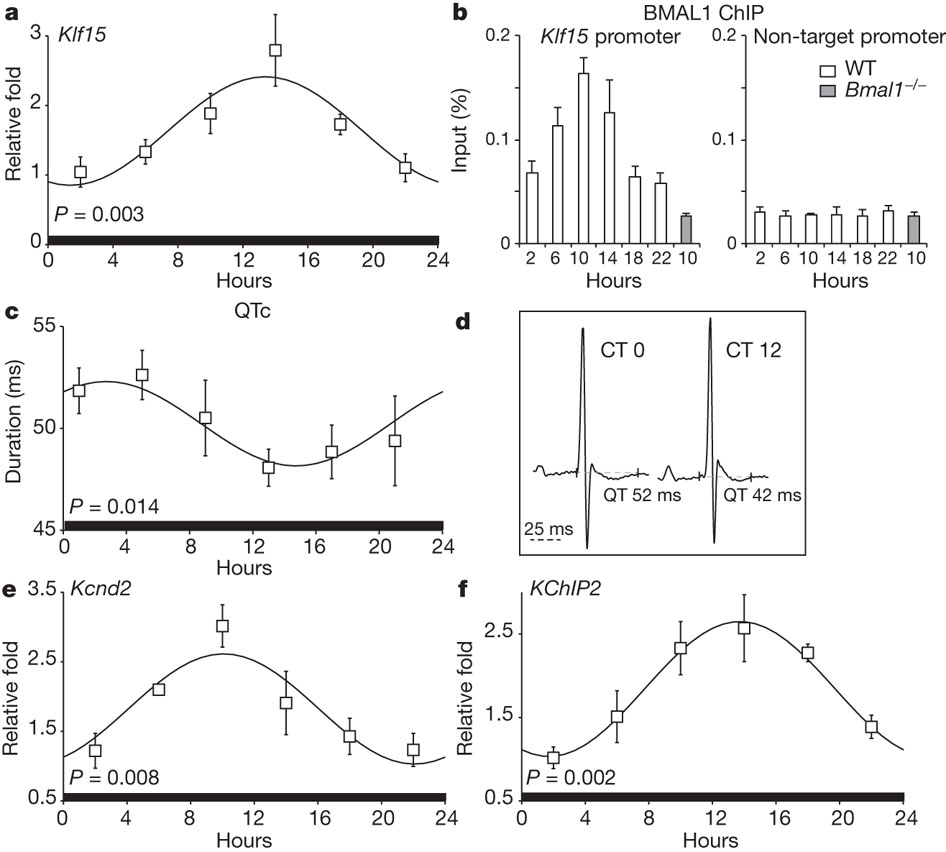 a
Klf15
3
2
1
0
Relative fold
P = 0.003
0 4 8 12 16 20 24
Hours
b
BMAL1 ChIP
Klf15 promoter
Non-target promoter
WT
Bmal1–/–
0.2
0.1
0
Input (%)
2 6 10 14 18 22 10
Hours
0.2
0.1
0
2 6 10 14 18 22 10
Hours
c
QTc
55
50
45
Duration (ms)
P = 0.014
0 4 8 12 16 20 24
Hours
d
CT 0
CT 12
QT 52 ms
QT 42 ms
25 ms
e
Kcnd2
3.5
2.5
1.5
0.5
Relative fold
P = 0.008
0 4 8 12 16 20 24
Hours
f
KChIP2
2.5
1.5
0.5
Relative fold
P = 0.002
0 4 8 12 16 20 24
Hours